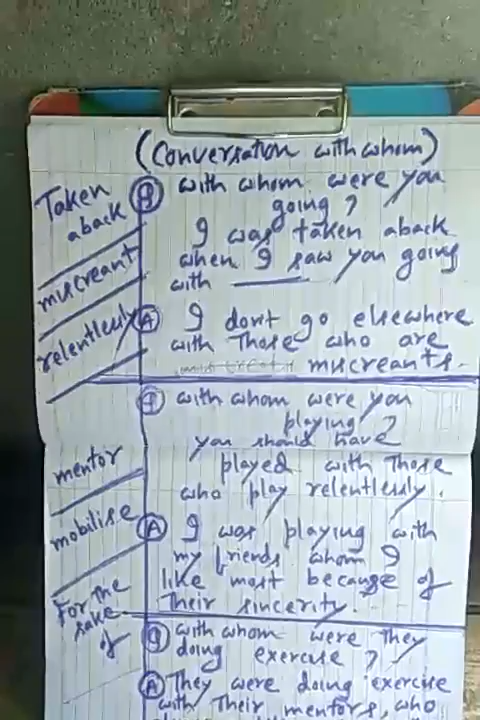 (Conversation with whom)
Taken aback
miscreant
relentlessly
mentor
mobilise
For the sake of
Q with whom were you
going?
I was taken aback
when I saw you going
with ———
A I don't go elsewhere
with Those who are
miscreants.
Q with whom were you
playing?
you should have
played with Those
who play relentlessly.
A I was playing with
my friends whom I
like most because of
Their sincerity.
Q with whom were They
doing exercise?
A They were doing exercise
with Their mentors, who